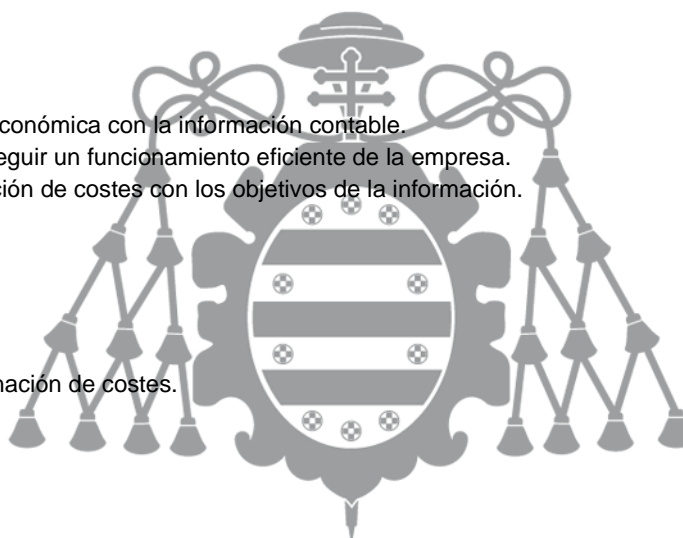 conómica con la información contable.
eguir un funcionamiento eficiente de la empresa.
ción de costes con los objetivos de la información.
nación de costes.